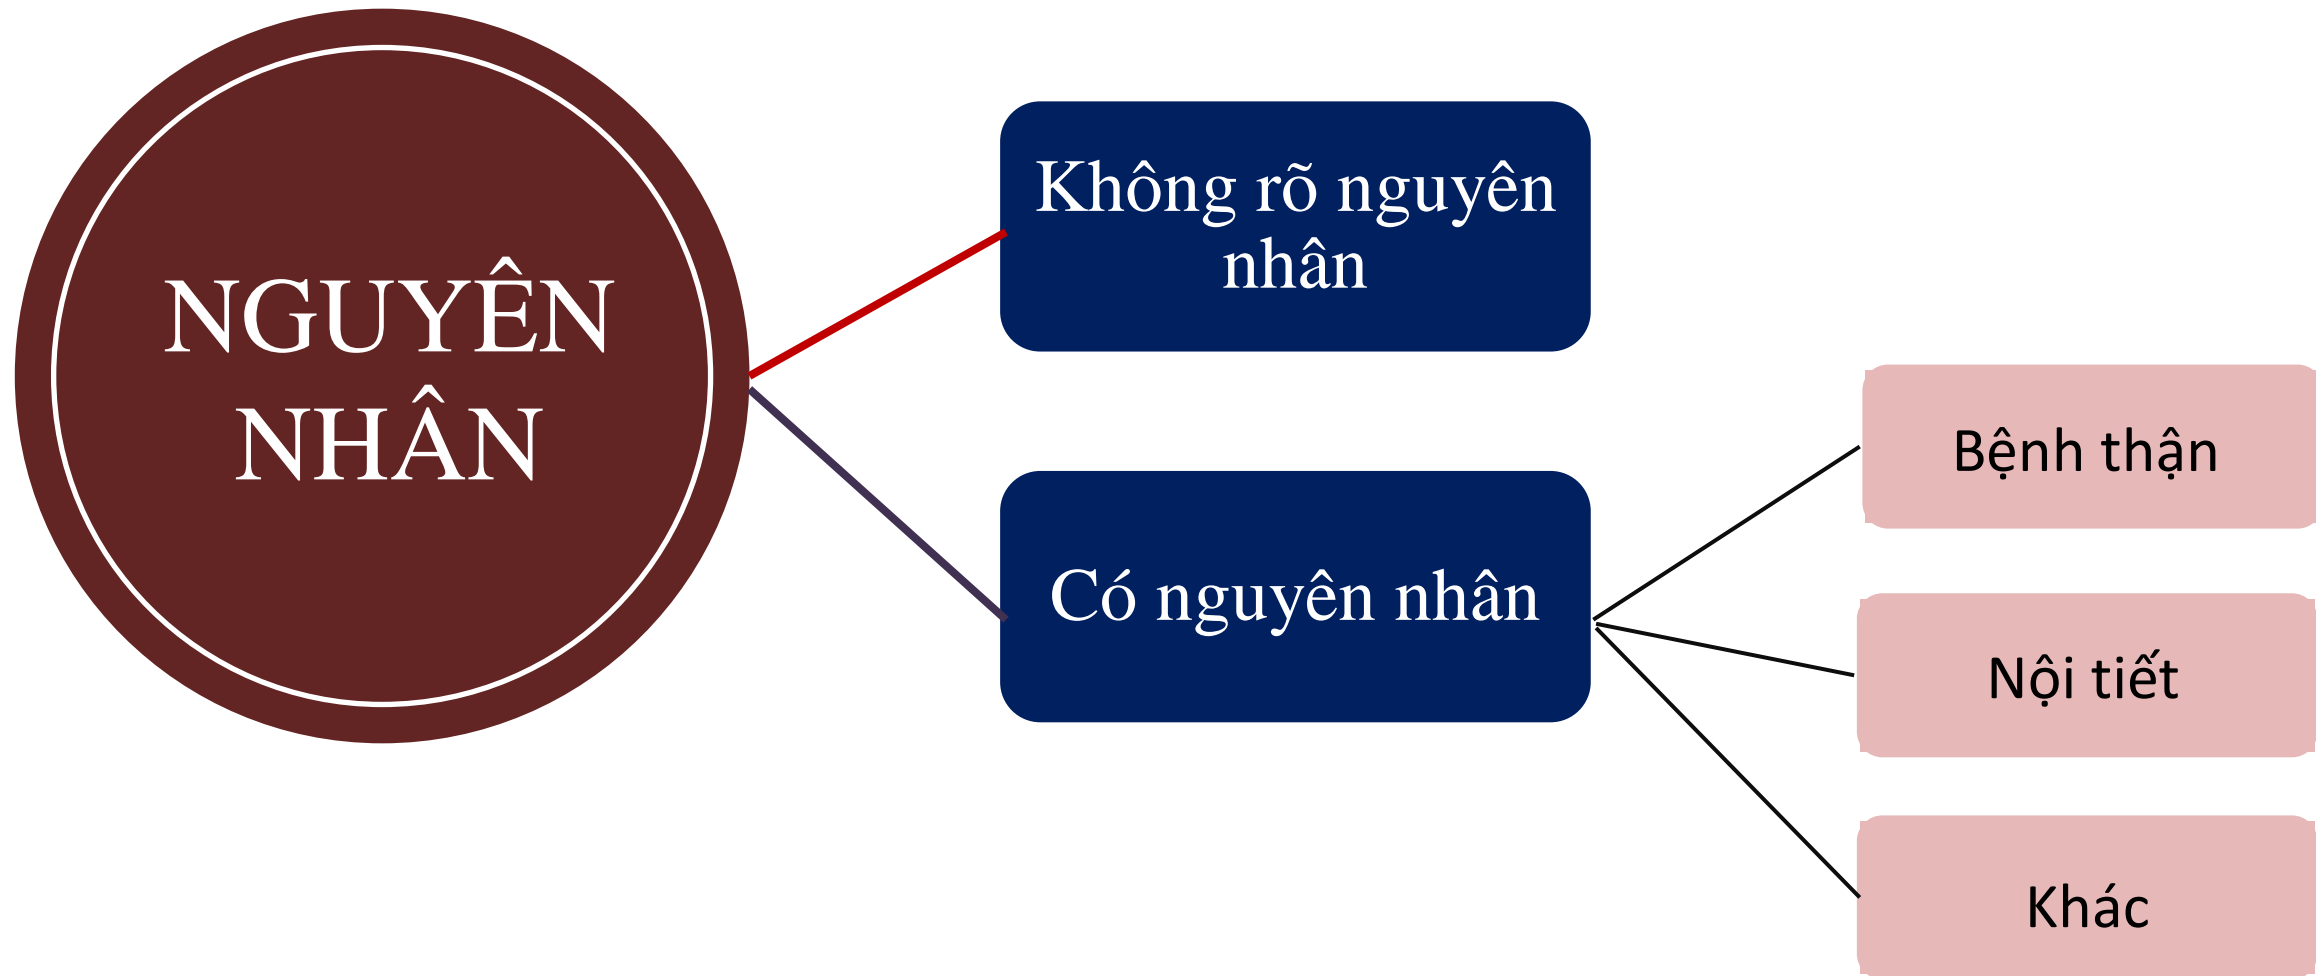 NGUYÊN
NHÂN
Không rõ nguyên
nhân
Có nguyên nhân
Bệnh thận
Nội tiết
Khác